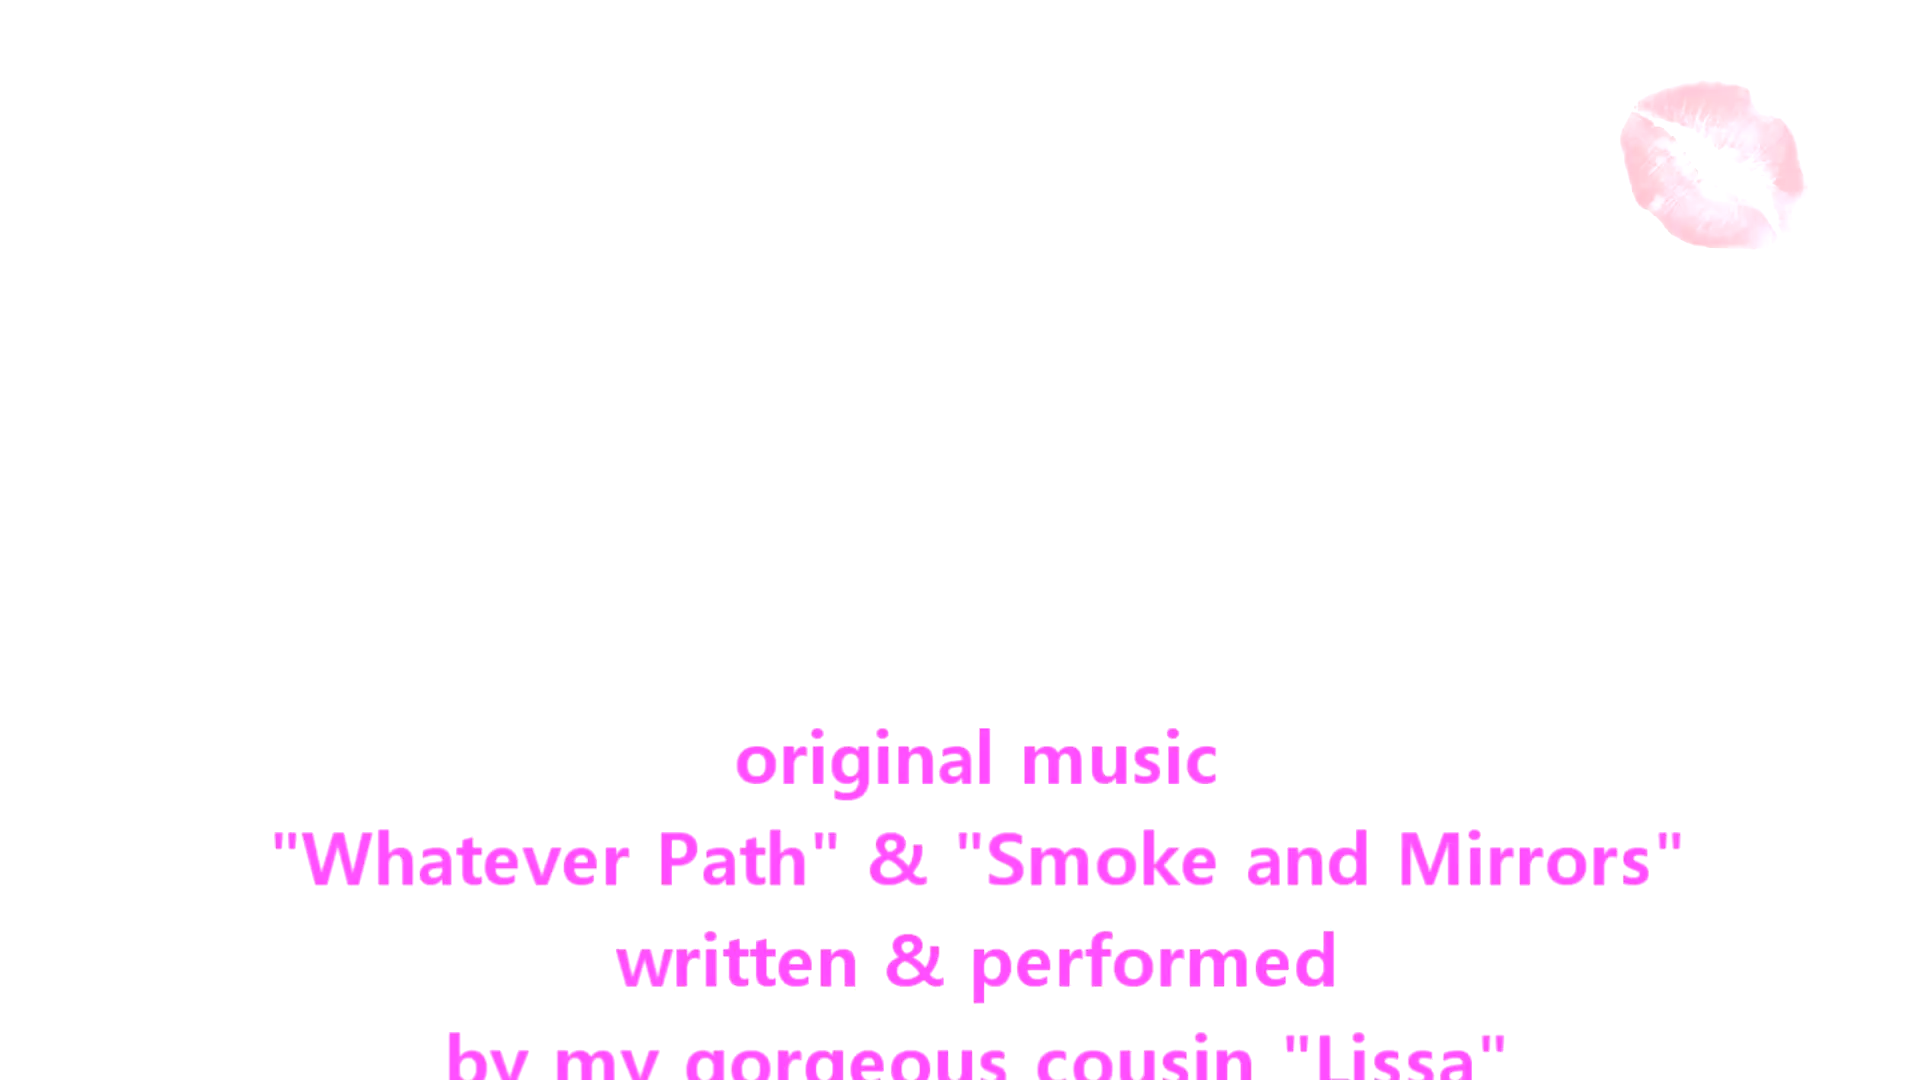 original music
"Whatever Path" & "Smoke and Mirrors"
written & performed
by my gorgeous cousin "Lissa"